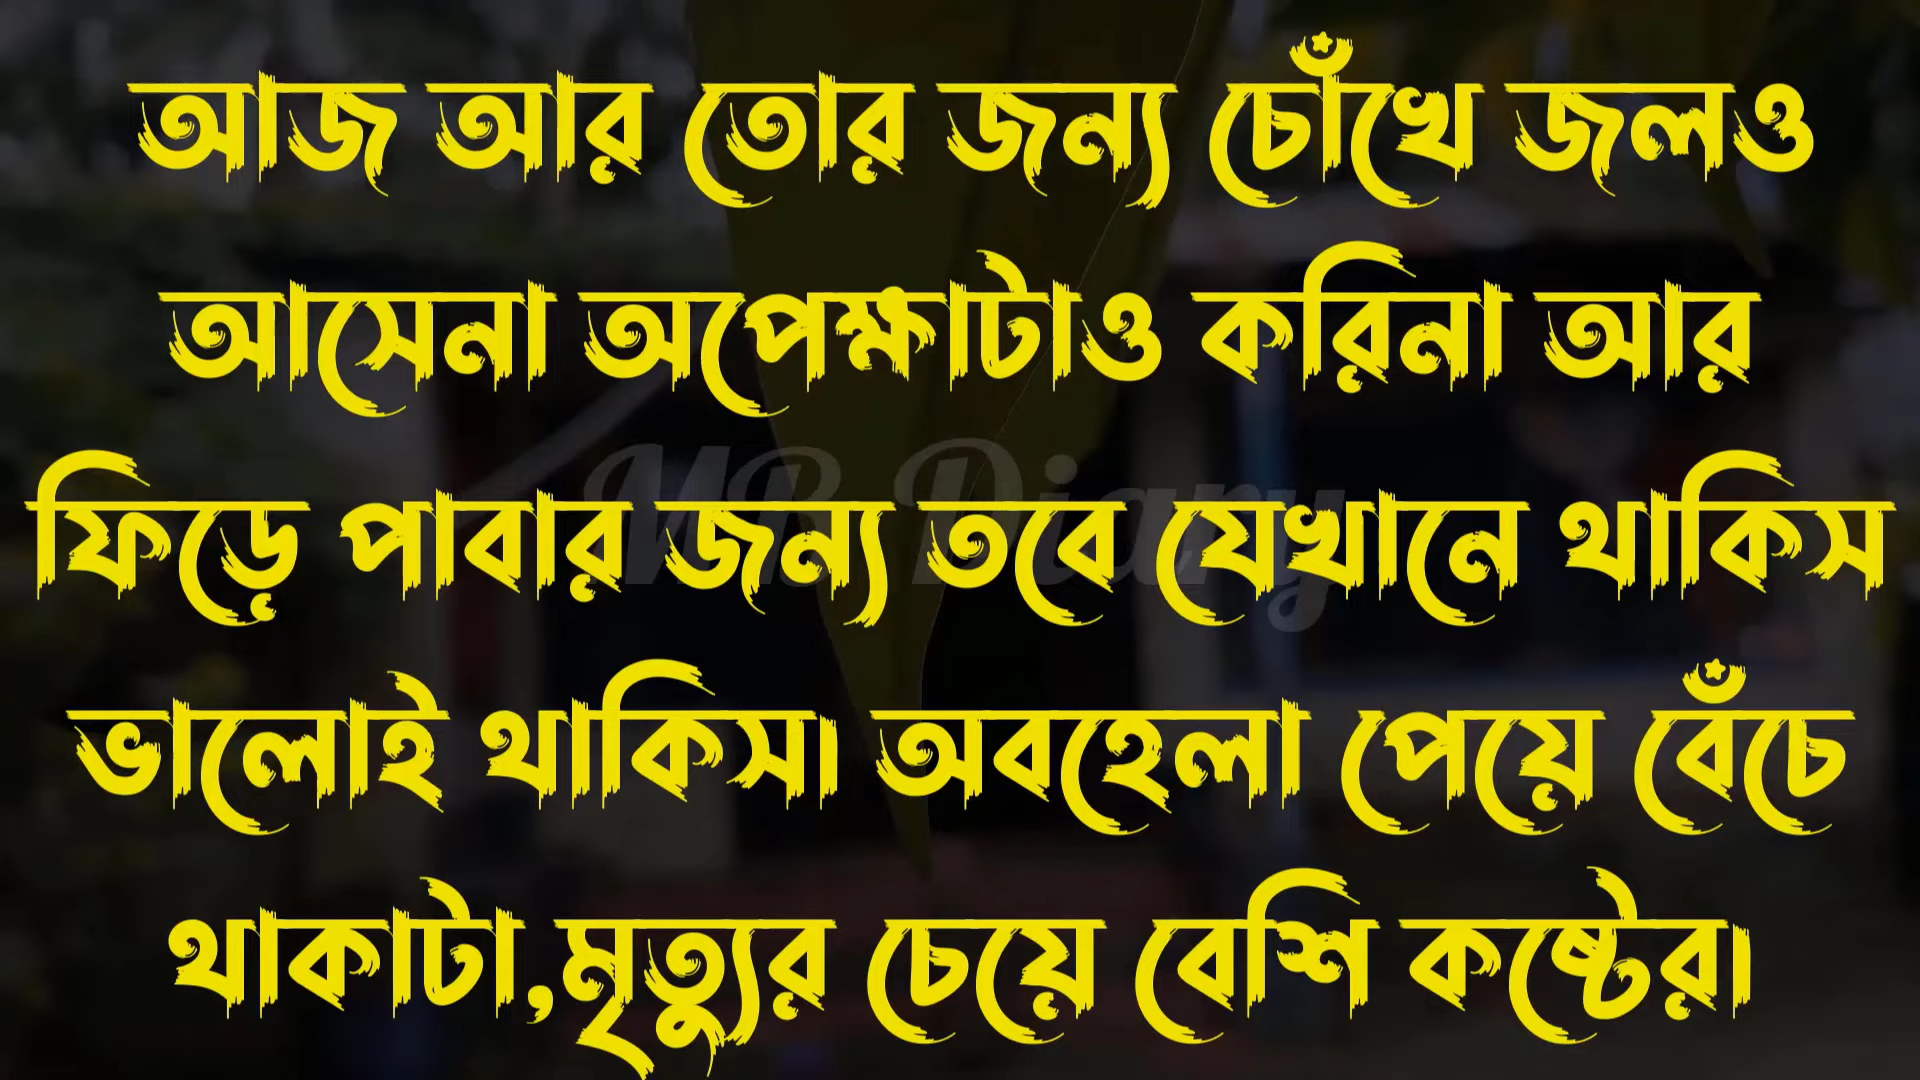 আজ আর তোর জন্য চোঁখে জলও
আসেনা অপেক্ষাটাও করিনা আর
ফিড়ে পাবার জন্য তবে যেখানে থাকিস
ভালোই থাকিস। অবহেলা পেয়ে বেঁচে
থাকাটা,মৃত্যুর চেয়ে বেশি কষ্টের।